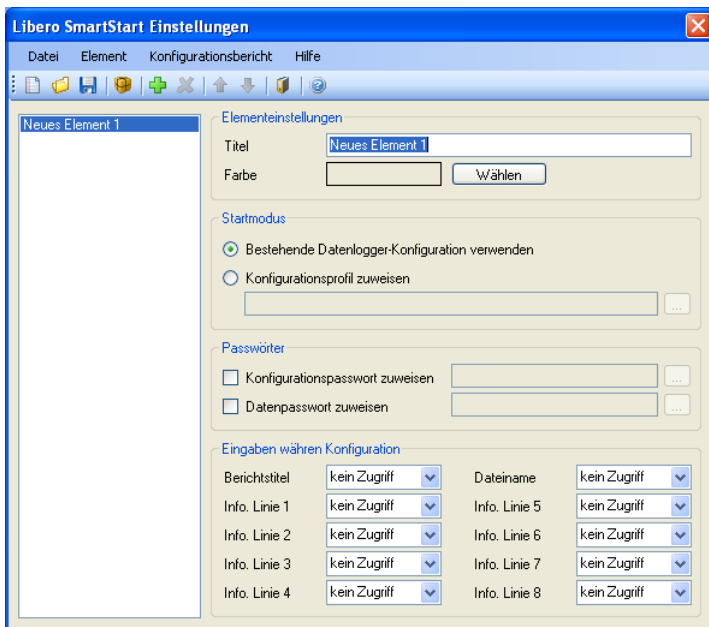 Libero SmartStart Einstellungen
Datei Element Konfigurationsbericht Hilfe
Neues Element 1
Elementeinstellungen
Titel Neues Element 1
Farbe Wählen
Startmodus
Bestehende Datenlogger-Konfiguration verwenden
Konfigurationsprofil zuweisen
...
Passwörter
Konfigurationspasswort zuweisen ...
Datenpasswort zuweisen ...
Eingaben währen Konfiguration
Berichtstitel kein Zugriff Dateiname kein Zugriff
Info. Linie 1 kein Zugriff Info. Linie 5 kein Zugriff
Info. Linie 2 kein Zugriff Info. Linie 6 kein Zugriff
Info. Linie 3 kein Zugriff Info. Linie 7 kein Zugriff
Info. Linie 4 kein Zugriff Info. Linie 8 kein Zugriff